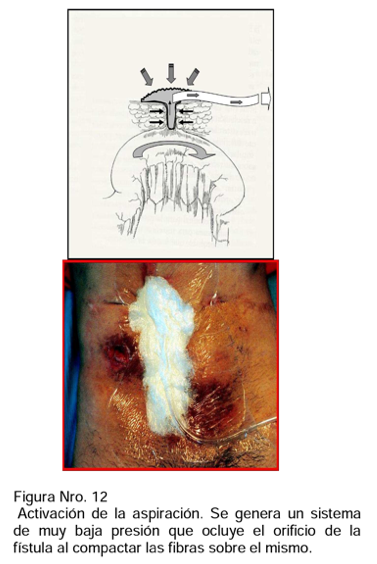 Figura Nro. 12
Activación de la aspiración. Se genera un sistema
de muy baja presión que ocluye el orificio de la
fístula al compactar las fibras sobre el mismo.